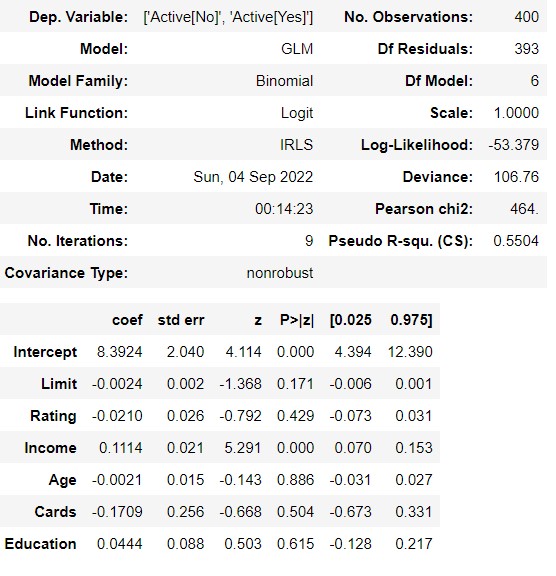 Dep. Variable: ['Active[No]', 'Active[Yes]'] No. Observations: 400
Model: GLM Df Residuals: 393
Model Family: Binomial Df Model: 6
Link Function: Logit Scale: 1.0000
Method: IRLS Log-Likelihood: -53.379
Date: Sun, 04 Sep 2022 Deviance: 106.76
Time: 00:14:23 Pearson chi2: 464.
No. Iterations: 9 Pseudo R-squ. (CS): 0.5504
Covariance Type: nonrobust
coef std err z P>|z| [0.025 0.975]
Intercept 8.3924 2.040 4.114 0.000 4.394 12.390
Limit -0.0024 0.002 -1.368 0.171 -0.006 0.001
Rating -0.0210 0.026 -0.792 0.429 -0.073 0.031
Income 0.1114 0.021 5.291 0.000 0.070 0.153
Age -0.0021 0.015 -0.143 0.886 -0.031 0.027
Cards -0.1709 0.256 -0.668 0.504 -0.673 0.331
Education 0.0444 0.088 0.503 0.615 -0.128 0.217